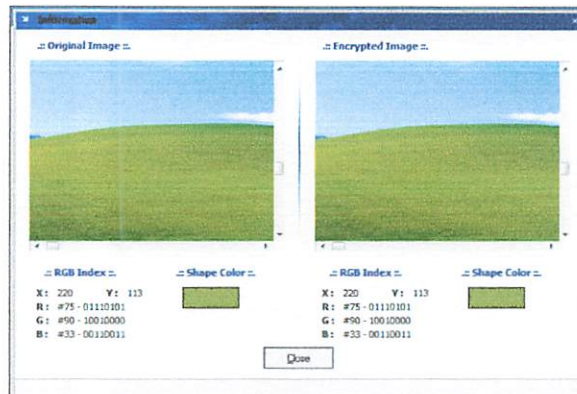 Information
.:: Original Image ::.
.:: Encrypted Image ::.
.:: RGB Index ::.
.:: Shape Color ::.
X: 220 Y: 113
R: #75 - 01110101
G: #90 - 10010000
B: #33 - 00110011
.:: RGB Index ::.
.:: Shape Color ::.
X: 220 Y: 113
R: #75 - 01110101
G: #90 - 10010000
B: #33 - 00110011
Close